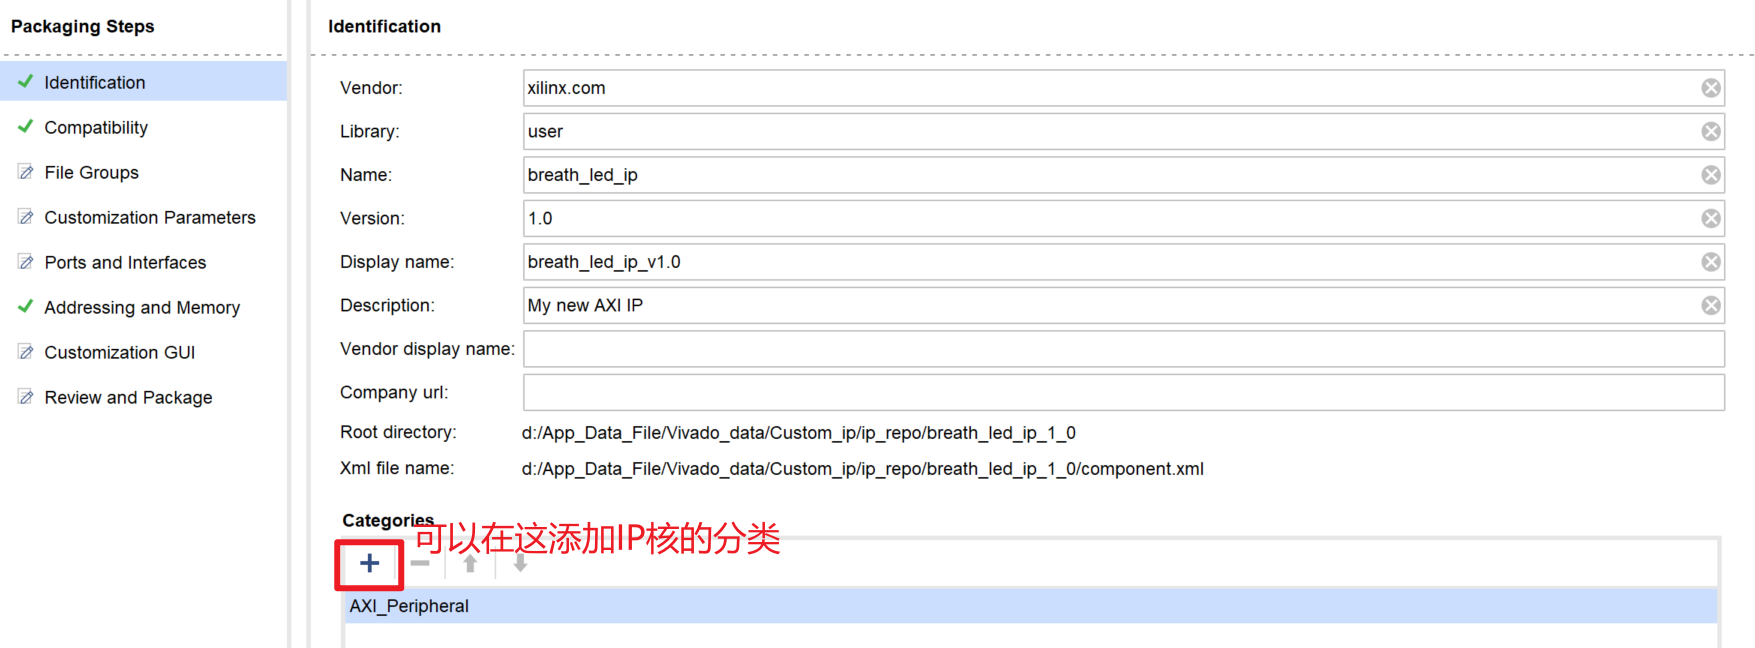 Packaging Steps
Identification
Compatibility
File Groups
Customization Parameters
Ports and Interfaces
Addressing and Memory
Customization GUI
Review and Package
Identification
Vendor: xilinx.com
Library: user
Name: breath_led_ip
Version: 1.0
Display name: breath_led_ip_v1.0
Description: My new AXI IP
Vendor display name:
Company url:
Root directory: d:/App_Data_File/Vivado_data/Custom_ip/ip_repo/breath_led_ip_1_0
Xml file name: d:/App_Data_File/Vivado_data/Custom_ip/ip_repo/breath_led_ip_1_0/component.xml
Categories
可以在这添加IP核的分类
AXI_Peripheral